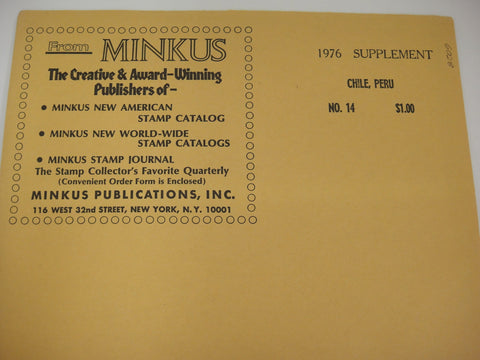 From MINKUS
The Creative & Award-Winning
Publishers of-
• MINKUS NEW AMERICAN
STAMP CATALOG
• MINKUS NEW WORLD-WIDE
STAMP CATALOGS
• MINKUS STAMP JOURNAL
The Stamp Collector's Favorite Quarterly
(Convenient Order Form is Enclosed)
MINKUS PUBLICATIONS, INC.
116 WEST 32nd STREET, NEW YORK, N.Y. 10001
1976 SUPPLEMENT
CHILE, PERU
NO. 14 $1.00